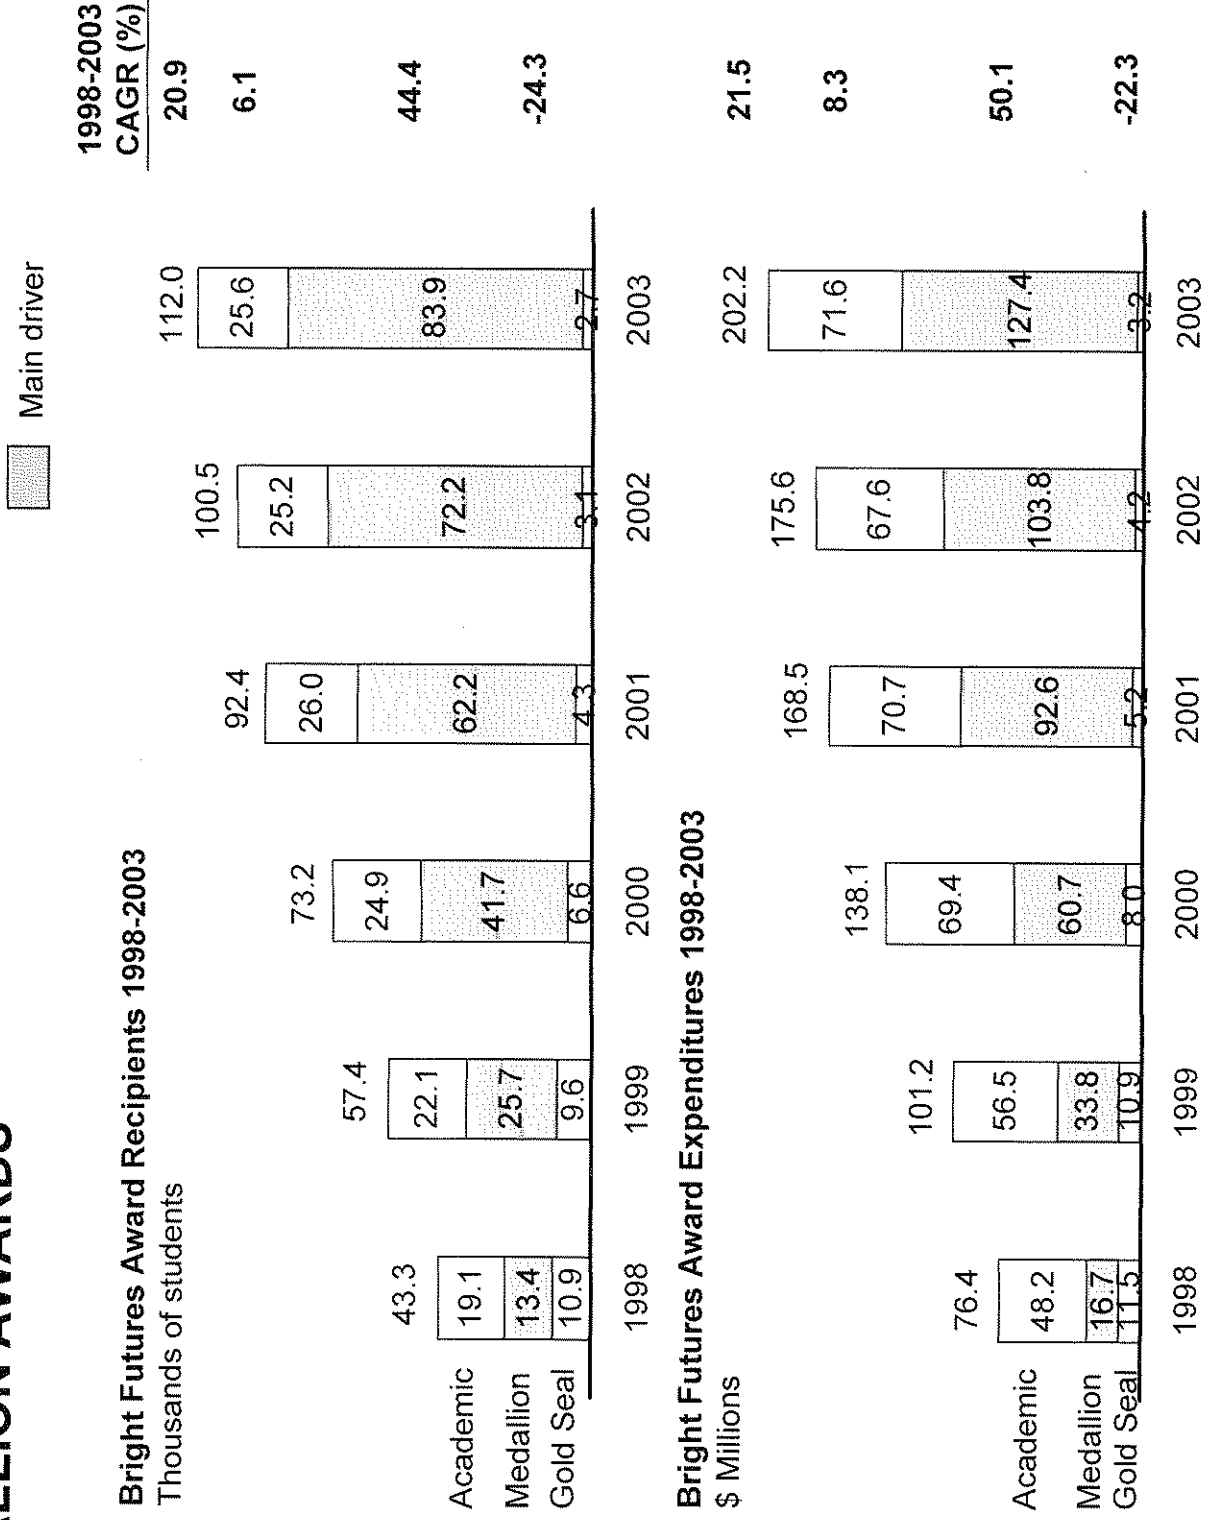 Main driver
1998-2003
CAGR (%)
Bright Futures Award Recipients 1998-2003
Thousands of students
43.3 57.4 73.2 92.4 100.5 112.0 20.9
Academic 19.1 22.1 24.9 26.0 25.2 25.6 6.1
Medallion 13.4 25.7 41.7 62.2 72.2 83.9 44.4
Gold Seal 10.9 9.6 6.6 4.3 3.1 2.7 -24.3
1998 1999 2000 2001 2002 2003
Bright Futures Award Expenditures 1998-2003
$ Millions
76.4 101.2 138.1 168.5 175.6 202.2 21.5
Academic 48.2 56.5 69.4 70.7 67.6 71.6 8.3
Medallion 16.7 33.8 60.7 92.6 103.8 127.4 50.1
Gold Seal 11.5 10.9 8.0 5.2 4.2 3.2 -22.3
1998 1999 2000 2001 2002 2003